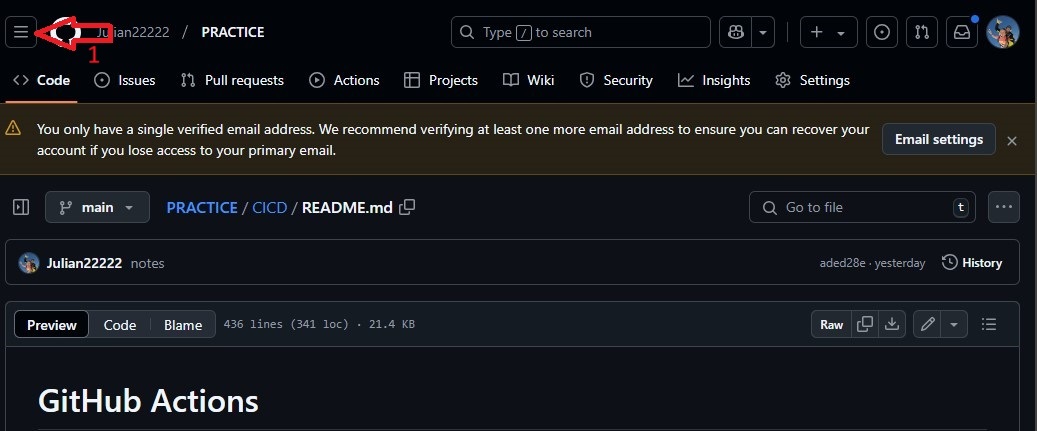 Julian22222 / PRACTICE Type / to search
1
Code Issues Pull requests Actions Projects Wiki Security Insights Settings
You only have a single verified email address. We recommend verifying at least one more email address to ensure you can recover your
account if you lose access to your primary email.
Email settings
main PRACTICE / CICD / README.md Go to file t
Julian22222 notes aded28e · yesterday History
Preview Code Blame 436 lines (341 loc) · 21.4 KB Raw
GitHub Actions